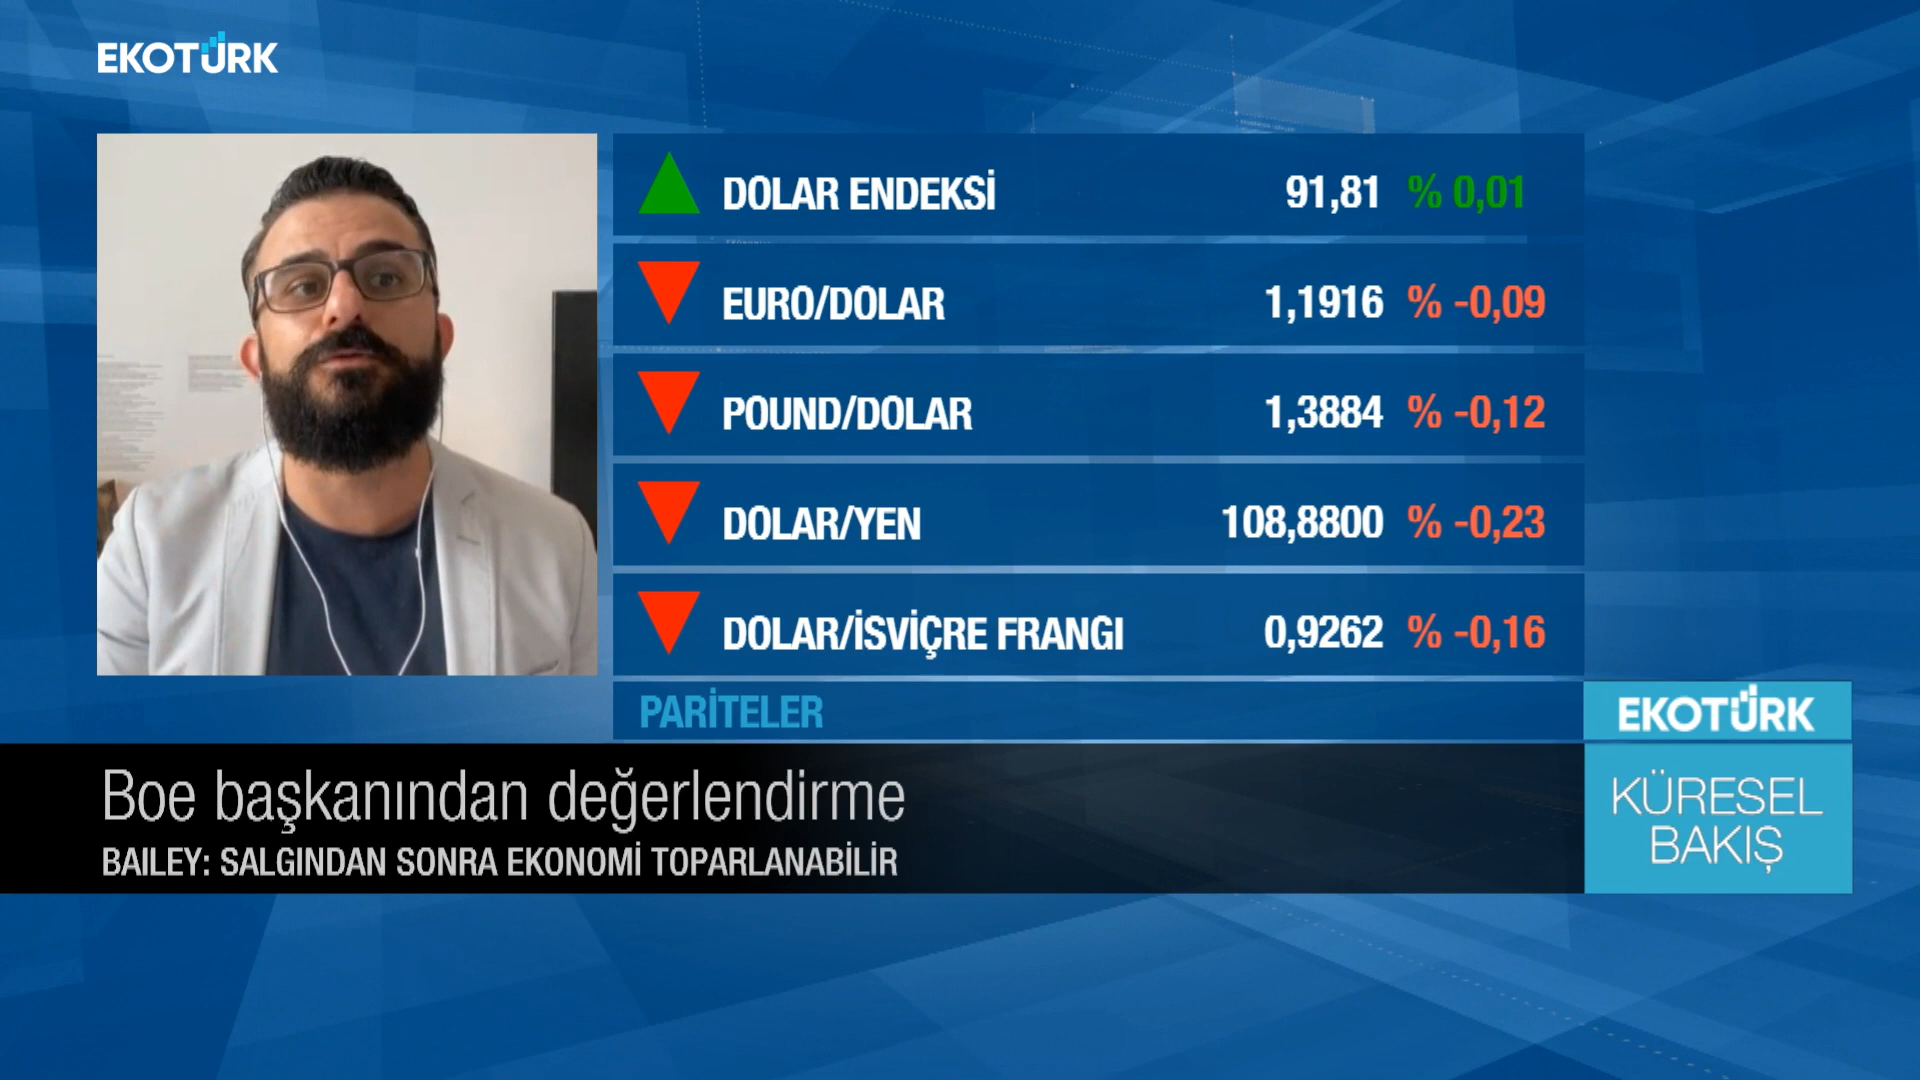 EKOTÜRK
DOLAR ENDEKSİ 91,81 % 0,01
EURO/DOLAR 1,1916 % -0,09
POUND/DOLAR 1,3884 % -0,12
DOLAR/YEN 108,8800 % -0,23
DOLAR/İSVİÇRE FRANGI 0,9262 % -0,16
PARİTELER
EKOTÜRK
Boe başkanından değerlendirme
BAILEY: SALGINDAN SONRA EKONOMİ TOPARLANABİLİR
KÜRESEL
BAKIŞ